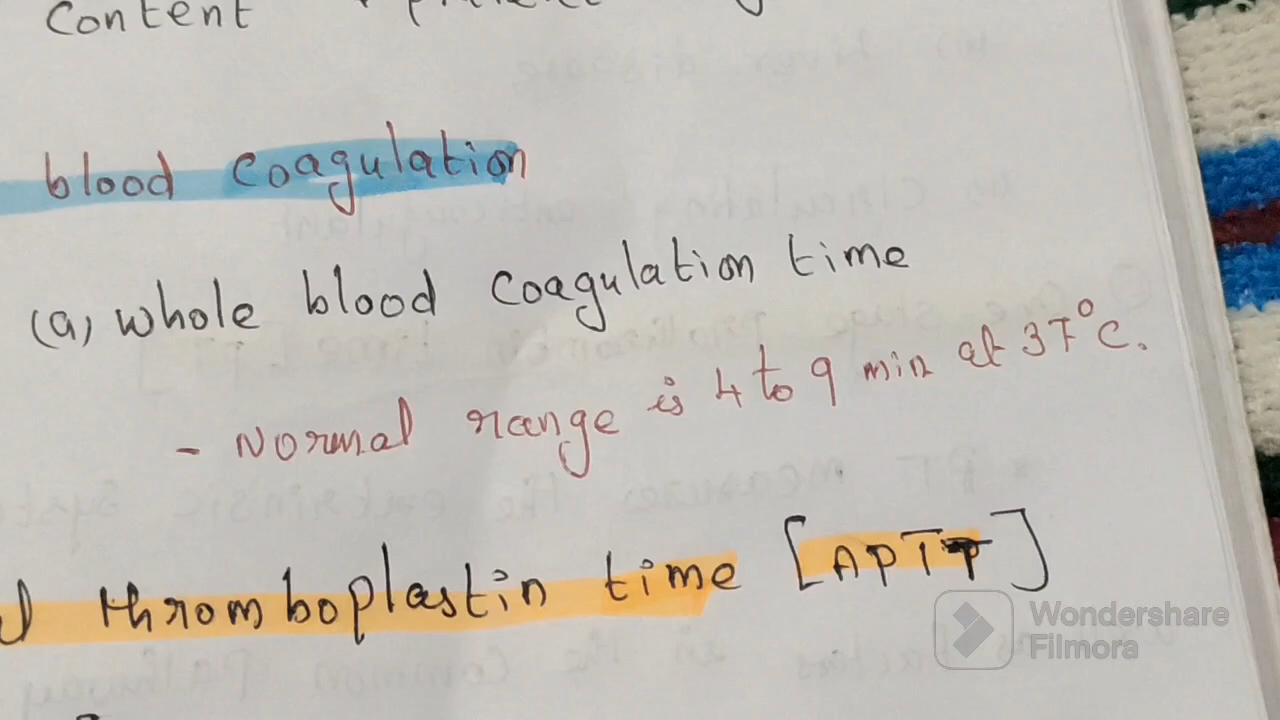 content
blood coagulation
(a) whole blood coagulation time
- Normal range is 4 to 9 min at 37°C.
thromboplastin time [APTT]
Wondershare
Filmora